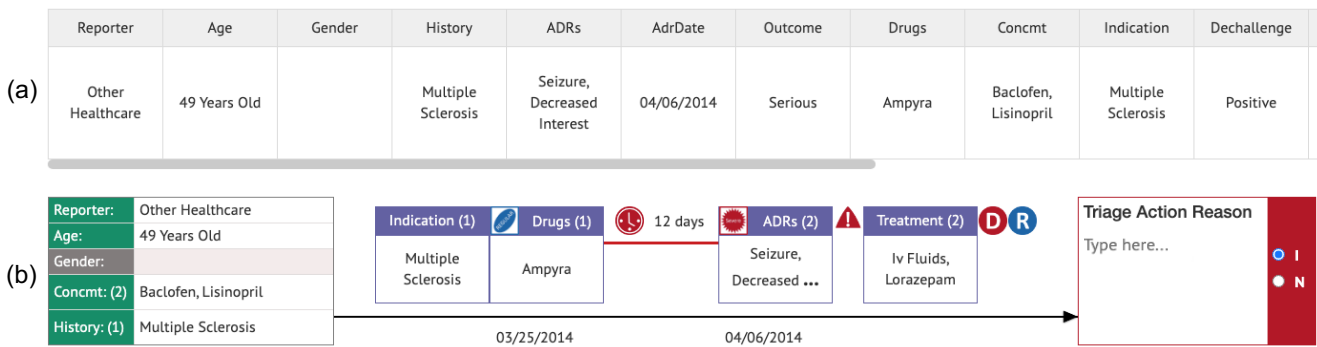 Reporter Age Gender History ADRs AdrDate Outcome Drugs Concmt Indication Dechallenge
(a)
Other Healthcare
49 Years Old
Multiple Sclerosis
Seizure, Decreased Interest
04/06/2014
Serious
Ampyra
Baclofen, Lisinopril
Multiple Sclerosis
Positive
(b)
Reporter: Other Healthcare
Age: 49 Years Old
Gender:
Concmt: (2) Baclofen, Lisinopril
History: (1) Multiple Sclerosis
Indication (1)
Multiple
Sclerosis
Drugs (1)
Ampyra
12 days
ADRs (2)
Seizure,
Decreased ...
Treatment (2)
Iv Fluids,
Lorazepam
D R
03/25/2014
04/06/2014
Triage Action Reason
Type here...
I
N